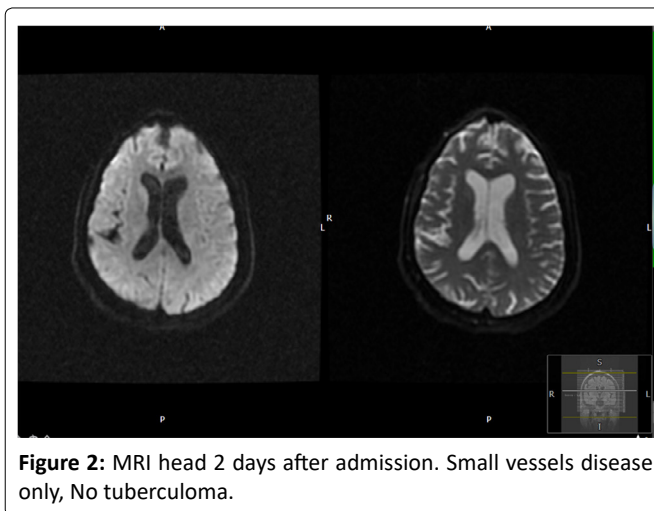 A
A
R
L
L
S
R
L
I
P
P
Figure 2: MRI head 2 days after admission. Small vessels disease
only, No tuberculoma.